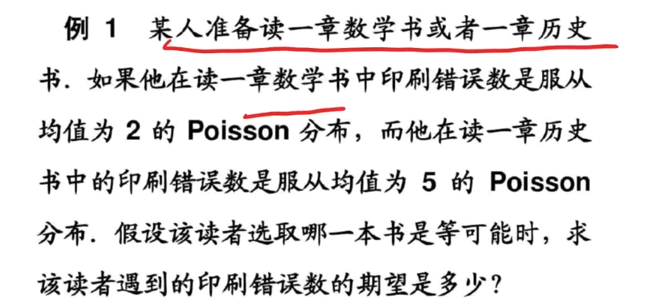 例 1 某人准备读一章数学书或者一章历史
书. 如果他在读一章数学书中印刷错误数是服从
均值为 2 的 Poisson 分布，而他在读一章历史
书中的印刷错误数是服从均值为 5 的 Poisson
分布. 假设该读者选取哪一本书是等可能时，求
该读者遇到的印刷错误数的期望是多少?